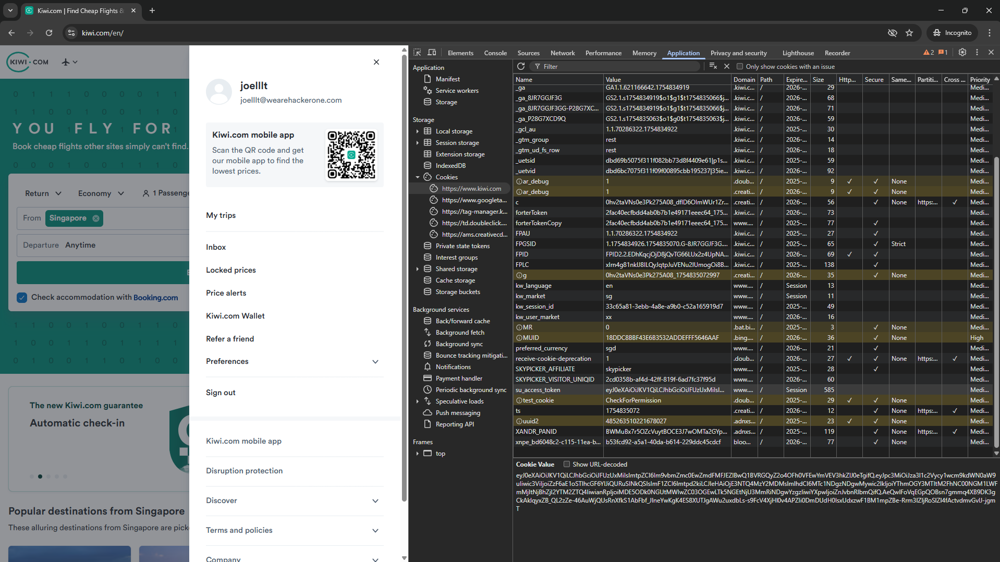 Kiwi.com | Find Cheap Flights &
kiwi.com/en/
Incognito
KIWI.COM
YOU FLY FOR
Book cheap flights other sites simply can't find.
Return
Economy
1 Passenge
From
Singapore
Departure
Anytime
Check accommodation with Booking.com
The new Kiwi.com guarantee
Automatic check-in
Popular destinations from Singapore
These alluring destinations from Singapore are picke
joelllt
joelllt@wearehackerone.com
Kiwi.com mobile app
Scan the QR code and get
our mobile app to find the
lowest prices.
My trips
Inbox
Locked prices
Price alerts
Kiwi.com Wallet
Refer a friend
Preferences
Sign out
Kiwi.com mobile app
Disruption protection
Discover
Terms and policies
Company
Elements Console Sources Network Performance Memory Application Privacy and security Lighthouse Recorder 2 1
Application
Manifest
Service workers
Storage
Storage
Local storage
Session storage
Extension storage
IndexedDB
Cookies
https://www.kiwi.com
https://www.googleta...
https://tag-manager.k...
https://td.doubleclick....
https://ams.creativecd...
Private state tokens
Interest groups
Shared storage
Cache storage
Storage buckets
Background services
Back/forward cache
Background fetch
Background sync
Bounce tracking mitigati...
Notifications
Payment handler
Periodic background sync
Speculative loads
Push messaging
Reporting API
Frames
top
Filter
Only show cookies with an issue
Name Value Domain Path Expire... Size Http... Secure Same... Partiti... Cross ... Priority
_ga GA1.1.621166642.1754834919 .kiwi.c... / 2026-... 29 Medi...
_ga_8JR7GGJF3G GS2.1.s1754834919$o1$g1$t1754835066$j... .kiwi.c... / 2026-... 68 Medi...
_ga_8JR7GGJF3GG-P28G7XC... GS2.1.s1754834919$o1$g1$t1754835066$j... .kiwi.c... / 2026-... 71 Medi...
_ga_P28G7XCD9Q GS2.1.s1754835063$o1$g0$t1754835063$j... .kiwi.c... / 2026-... 59 Medi...
_gcl_au 1.1.70286322.1754834922 .kiwi.c... / 2025-... 30 Medi...
_gtm_group rest .kiwi.c... / 2026-... 14 Medi...
_gtm_ud_fs_row rest .kiwi.c... / 2026-... 18 Medi...
_uetsid dbd69b5075f311f082bb73d8f4409e61|p1s... .kiwi.c... / 2025-... 59 Medi...
_uetvid dbd6bc7075f311f09f00895cbb195237|35ie... .kiwi.c... / 2026-... 92 Medi...
ar_debug 1 .doub... / 2025-... 9 ✓ ✓ None Medi...
ar_debug 1 .creati... / 2026-... 9 ✓ ✓ None Medi...
c 0hv2taVNs0e3Pk275A08_dflD6OlmWUr1Zr... .creati... / 2026-... 56 ✓ None https:... ✓ Medi...
forterToken 2fac40ecfbdd4ab0b7b1e49171eeec64_175... .kiwi.c... / 2026-... 73 Medi...
forterTokenCopy 2fac40ecfbdd4ab0b7b1e49171eeec64_175... www.... / 2026-... 77 ✓ Medi...
FPAU 1.1.70286322.1754834922 .kiwi.c... / 2025-... 27 ✓ Medi...
FPGSID 1.1754834926.1754835070.G-8JR7GGJF3G.... .kiwi.c... / 2025-... 65 ✓ Strict Medi...
FPID FPID2.2.EDhKqcjOjD8jQvTG66LUx2z4UpNA... .kiwi.c... / 2026-... 69 ✓ ✓ Medi...
FPLC xlrn4g81nklJ8lLQyJqtpJuVENu2lUmogOi8B... .kiwi.c... / 2025-... 138 ✓ Medi...
g 0hv2taVNs0e3Pk275A08_1754835072997 .creati... / 2026-... 35 ✓ None Medi...
kw_language en www.... / Session 13 Medi...
kw_market sg www.... / Session 11 Medi...
kw_session_id 33c65a81-3ebb-4a8e-a9b0-c52a165919d7 www.... / 2025-... 49 Medi...
kw_user_market xx www.... / 2026-... 16 Medi...
MR 0 .bat.bi... / 2025-... 3 ✓ None Medi...
MUID 18DDC8BBF43E6B3532ADDEFFF5646AAF .bing.... / 2026-... 36 ✓ None High
preferred_currency sgd www.... / 2026-... 21 ✓ Medi...
receive-cookie-deprecation 1 .doub... / 2026-... 27 ✓ ✓ None https:... ✓ Medi...
SKYPICKER_AFFILIATE skypicker www.... / 2025-... 28 ✓ Medi...
SKYPICKER_VISITOR_UNIQID 2cd0358b-af4d-42ff-819f-6ad7fc37f95d www.... / 2026-... 60 Medi...
su_access_token eyJ0eXAiOiJKV1QiLCJhbGciOiJFUzUxMiIsI... www.... / Session 585 Medi...
test_cookie CheckForPermission .doub... / 2025-... 29 ✓ ✓ None Medi...
ts 1754835072 .creati... / 2026-... 12 ✓ None https:... ✓ Medi...
uuid2 485263510221678027 .adnxs... / 2025-... 23 ✓ ✓ None Medi...
XANDR_PANID BWMuBx7r5OZcVuytBOCE3J7wOMTa2GYp... .adnxs... / 2025-... 119 ✓ None https:... ✓ Medi...
xnpe_bd6048c2-c115-11ea-b... b53fcd92-a5a1-40da-b614-229ddc45cdcf bloo... / 2026-... 77 ✓ None Medi...
Cookie Value Show URL-decoded